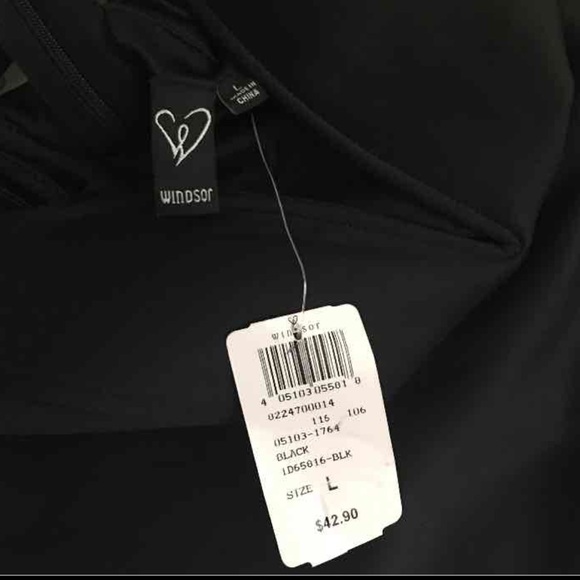 L
MADE IN
CHINA
WINDSOR
windsor
4 05103 05501 0
0224700014
116 106
05103-1764
BLACK
1D65016-BLK
SIZE L
$42.90